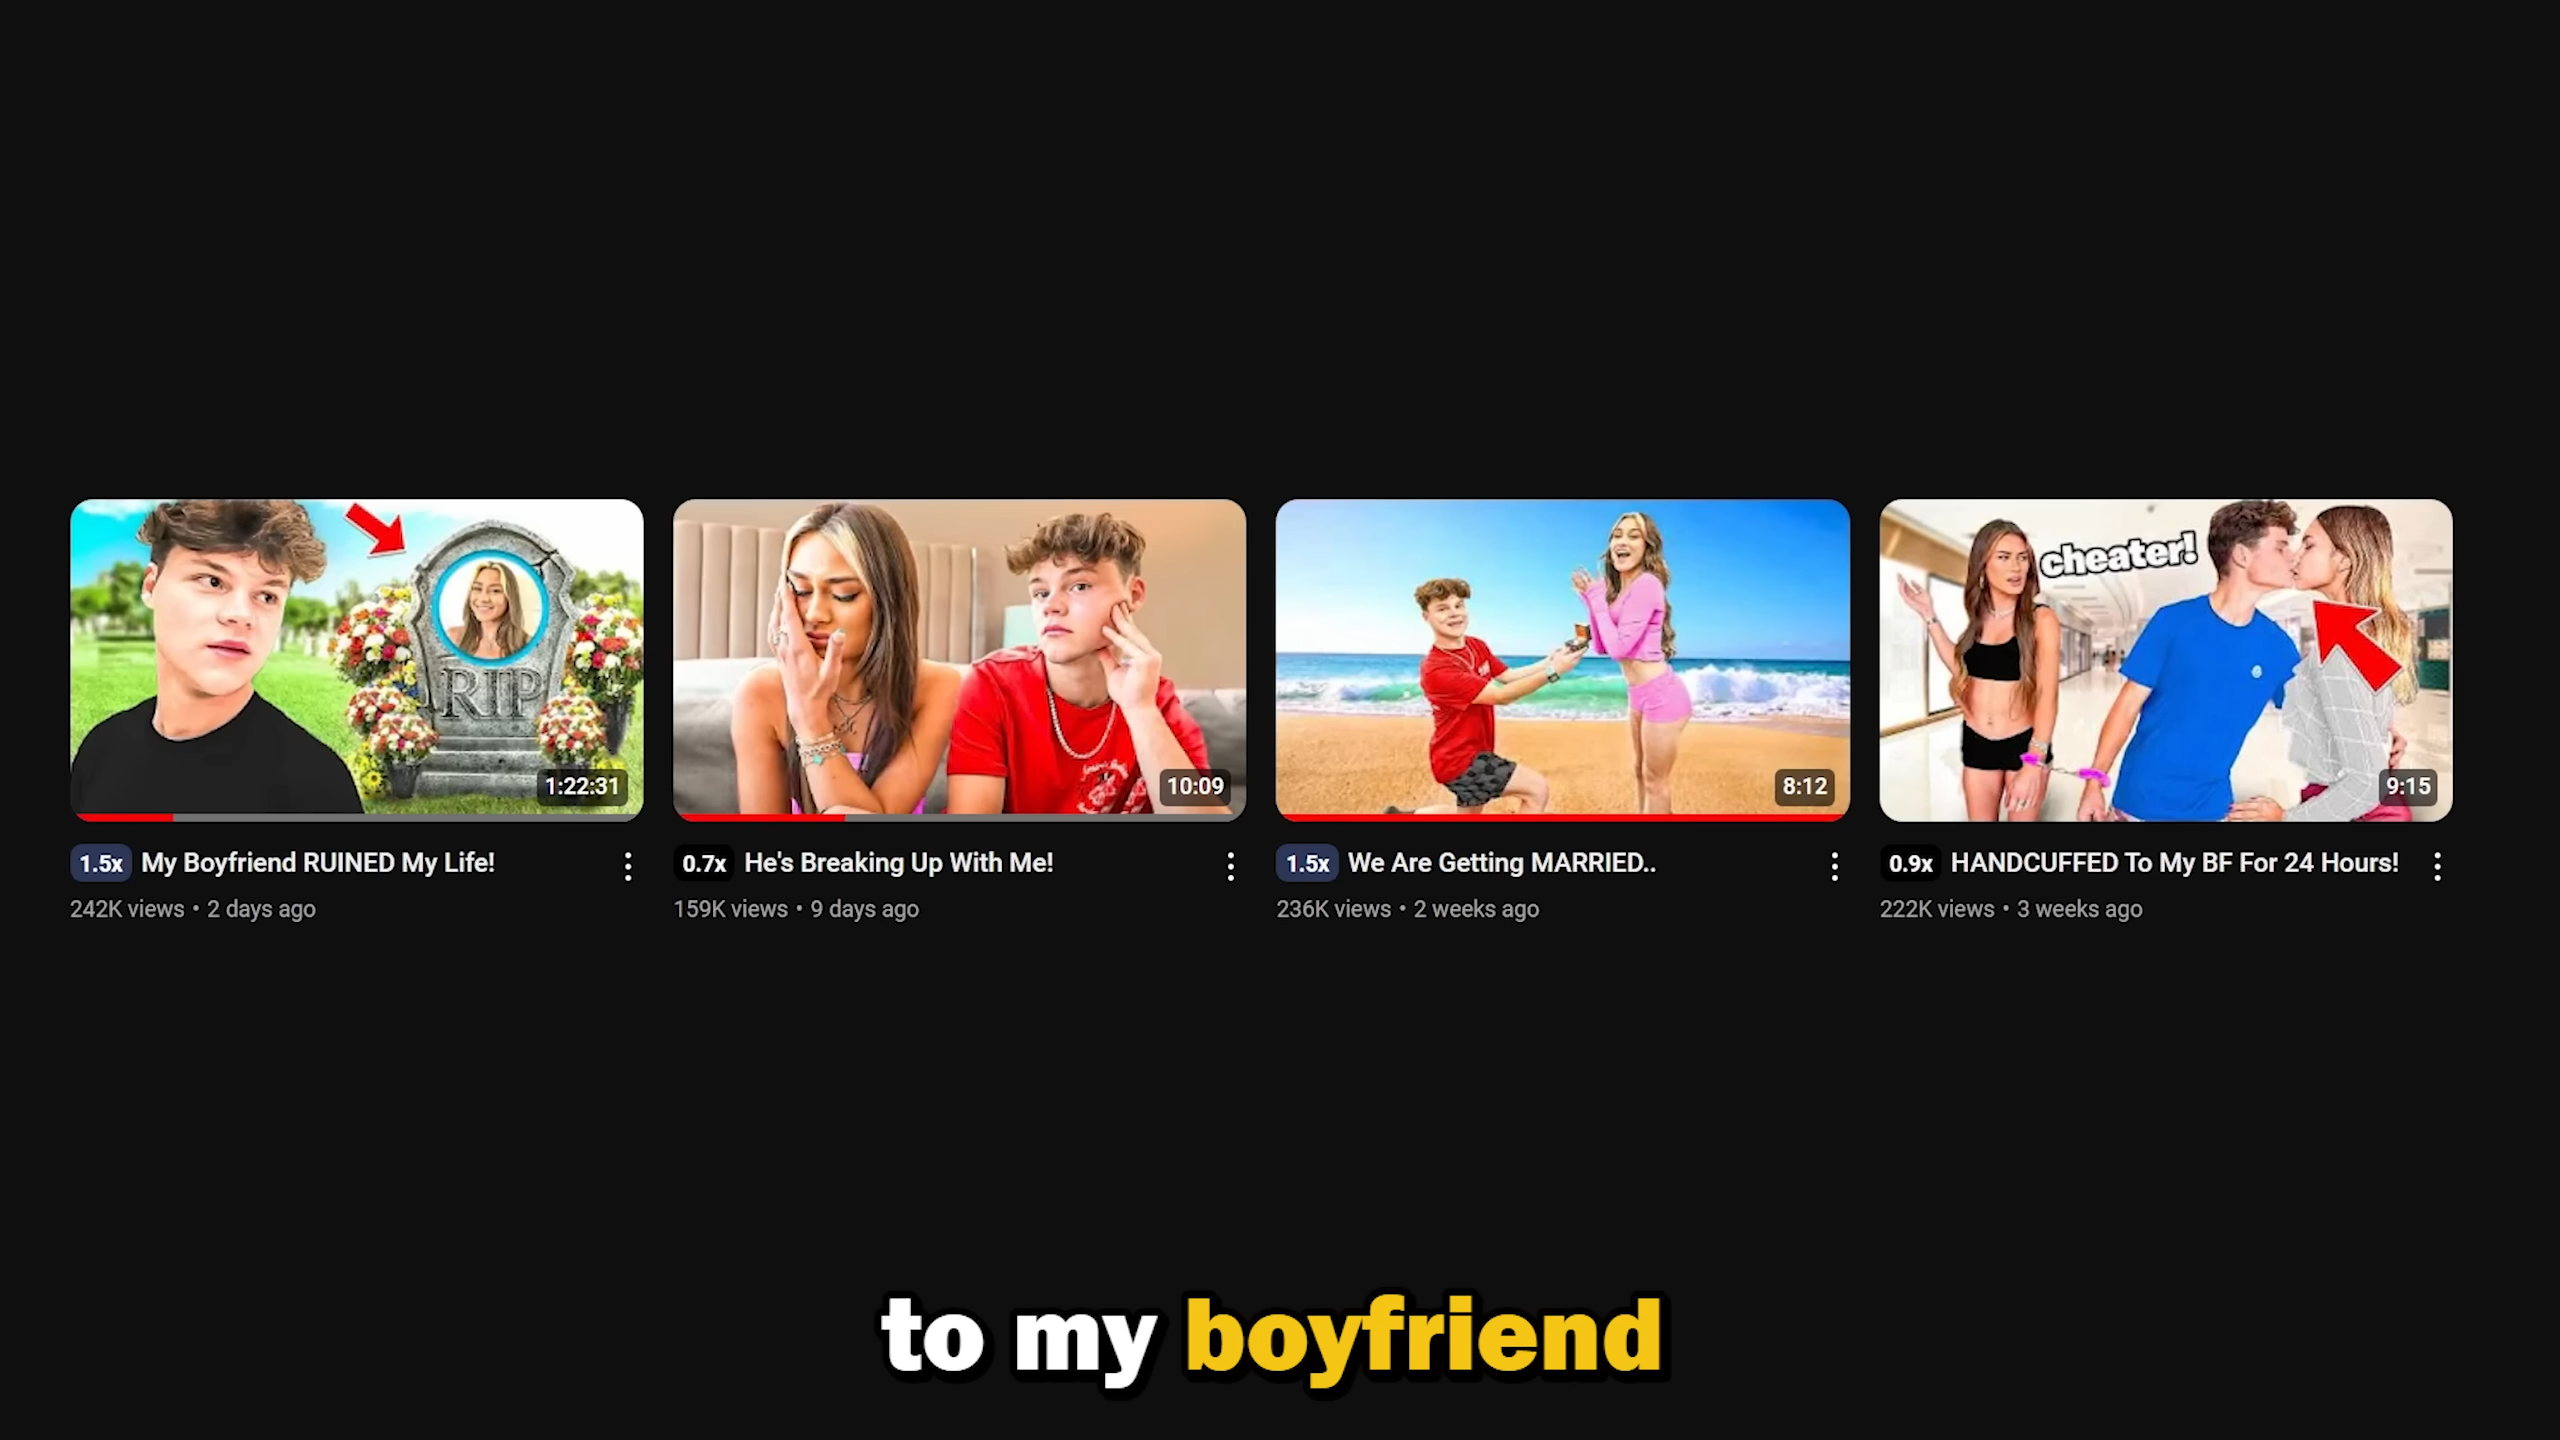 RIP
1:22:31
1.5x My Boyfriend RUINED My Life!
242K views • 2 days ago
10:09
0.7x He's Breaking Up With Me!
159K views • 9 days ago
8:12
1.5x We Are Getting MARRIED..
236K views • 2 weeks ago
cheater!
9:15
0.9x HANDCUFFED To My BF For 24 Hours!
222K views • 3 weeks ago
to my boyfriend